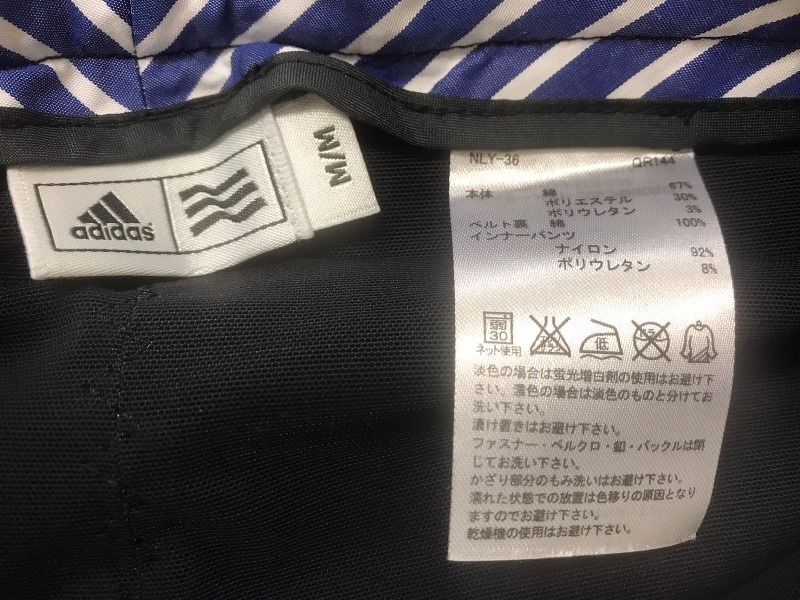 adidas
M/M
NLY-36 QR144
本体 綿 67%
ポリエステル 30%
ポリウレタン 3%
ベルト裏 綿 100%
インナーパンツ
ナイロン 92%
ポリウレタン 8%
弱
30
低
ネット使用
淡色の場合は蛍光増白剤の使用はお避け下
さい。濃色の場合は淡色のものと分けてお
洗い下さい。
漬け置きはお避け下さい。
ファスナー・ベルクロ・釦・バックルは閉
じてお洗い下さい。
かざり部分のもみ洗いはお避け下さい。
濡れた状態での放置は色移りの原因となり
ますのでお避け下さい。
乾燥機の使用はお避け下さい。